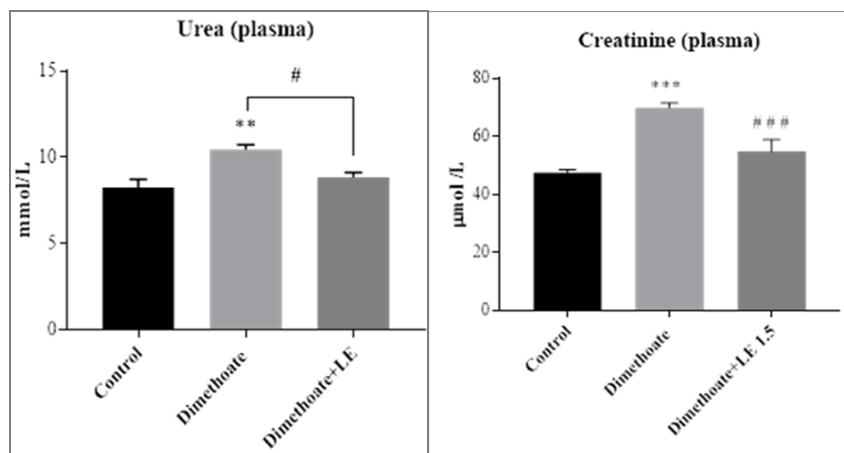 Urea (plasma)
15
10
5
0
mmol/L
**
#
Control
Dimethoate
Dimethoate+LE
Creatinine (plasma)
80
60
40
20
0
µmol /L
***
###
Control
Dimethoate
Dimethoate+LE 1.5